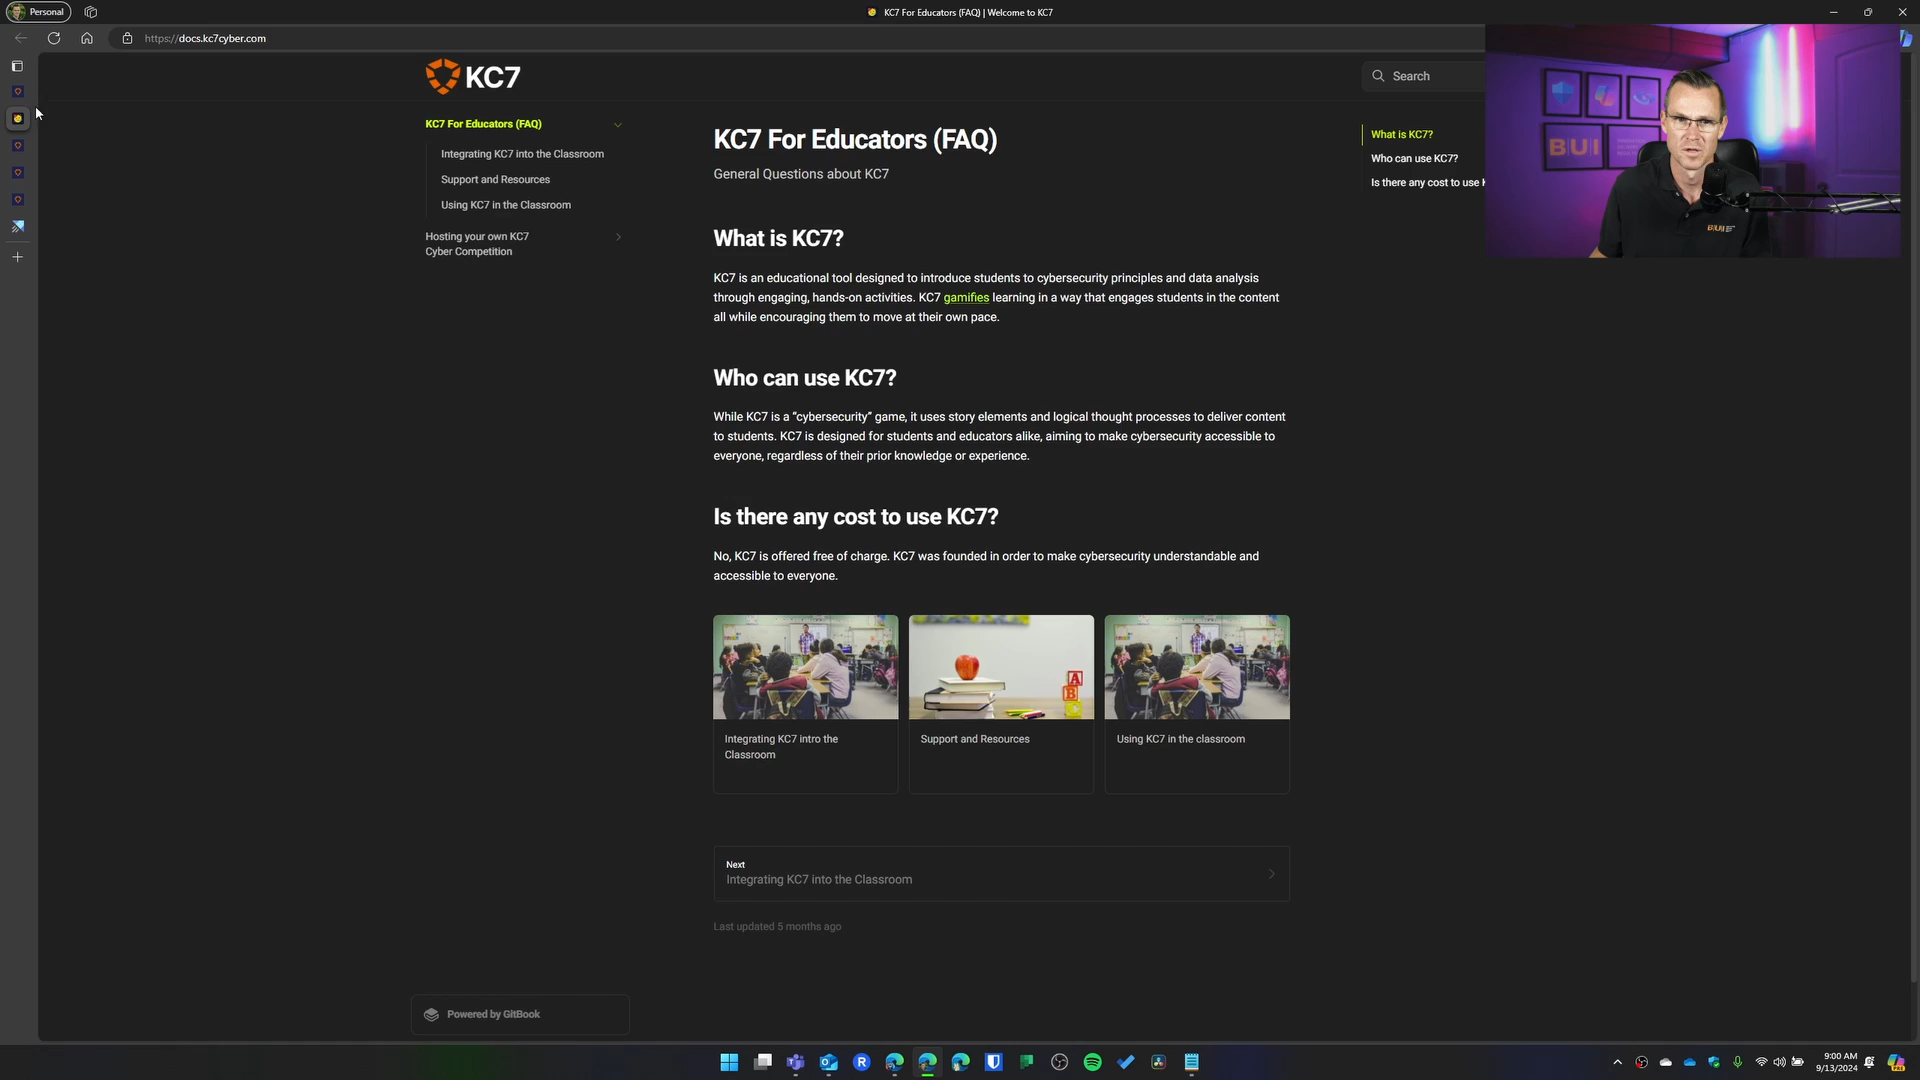 Personal
KC7 For Educators (FAQ) | Welcome to KC7
https://docs.kc7cyber.com
KC7
Search
KC7 For Educators (FAQ)
Integrating KC7 into the Classroom
Support and Resources
Using KC7 in the Classroom
Hosting your own KC7
Cyber Competition
KC7 For Educators (FAQ)
General Questions about KC7
What is KC7?
KC7 is an educational tool designed to introduce students to cybersecurity principles and data analysis
through engaging, hands-on activities. KC7 gamifies learning in a way that engages students in the content
all while encouraging them to move at their own pace.
Who can use KC7?
While KC7 is a “cybersecurity” game, it uses story elements and logical thought processes to deliver content
to students. KC7 is designed for students and educators alike, aiming to make cybersecurity accessible to
everyone, regardless of their prior knowledge or experience.
Is there any cost to use KC7?
No, KC7 is offered free of charge. KC7 was founded in order to make cybersecurity understandable and
accessible to everyone.
Integrating KC7 intro the
Classroom
Support and Resources
Using KC7 in the classroom
Next
Integrating KC7 into the Classroom
Last updated 5 months ago
Powered by GitBook
What is KC7?
Who can use KC7?
Is there any cost to use K
BUI
BUI
A
B
R
9:00 AM
9/13/2024